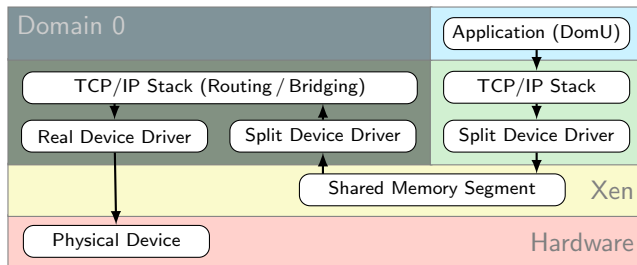 Domain 0
Application (DomU)
TCP/IP Stack (Routing / Bridging)
TCP/IP Stack
Real Device Driver
Split Device Driver
Split Device Driver
Shared Memory Segment
Xen
Physical Device
Hardware